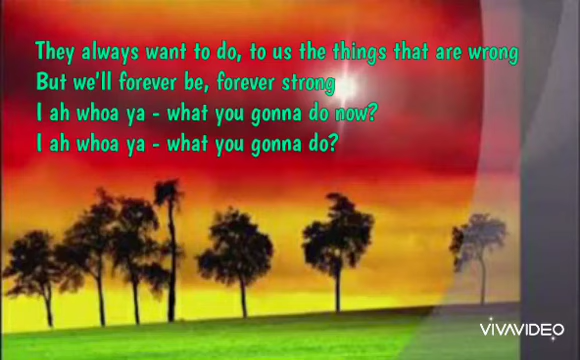 They always want to do, to us the things that are wrong
But we'll forever be, forever strong
I ah whoa ya - what you gonna do now?
I ah whoa ya - what you gonna do?
VIVAVIDEO